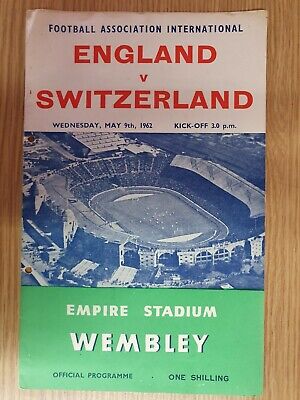 FOOTBALL ASSOCIATION INTERNATIONAL
ENGLAND
v
SWITZERLAND
WEDNESDAY, MAY 9th, 1962 KICK-OFF 3.0 p.m.
EMPIRE STADIUM
WEMBLEY
OFFICIAL PROGRAMME ONE SHILLING